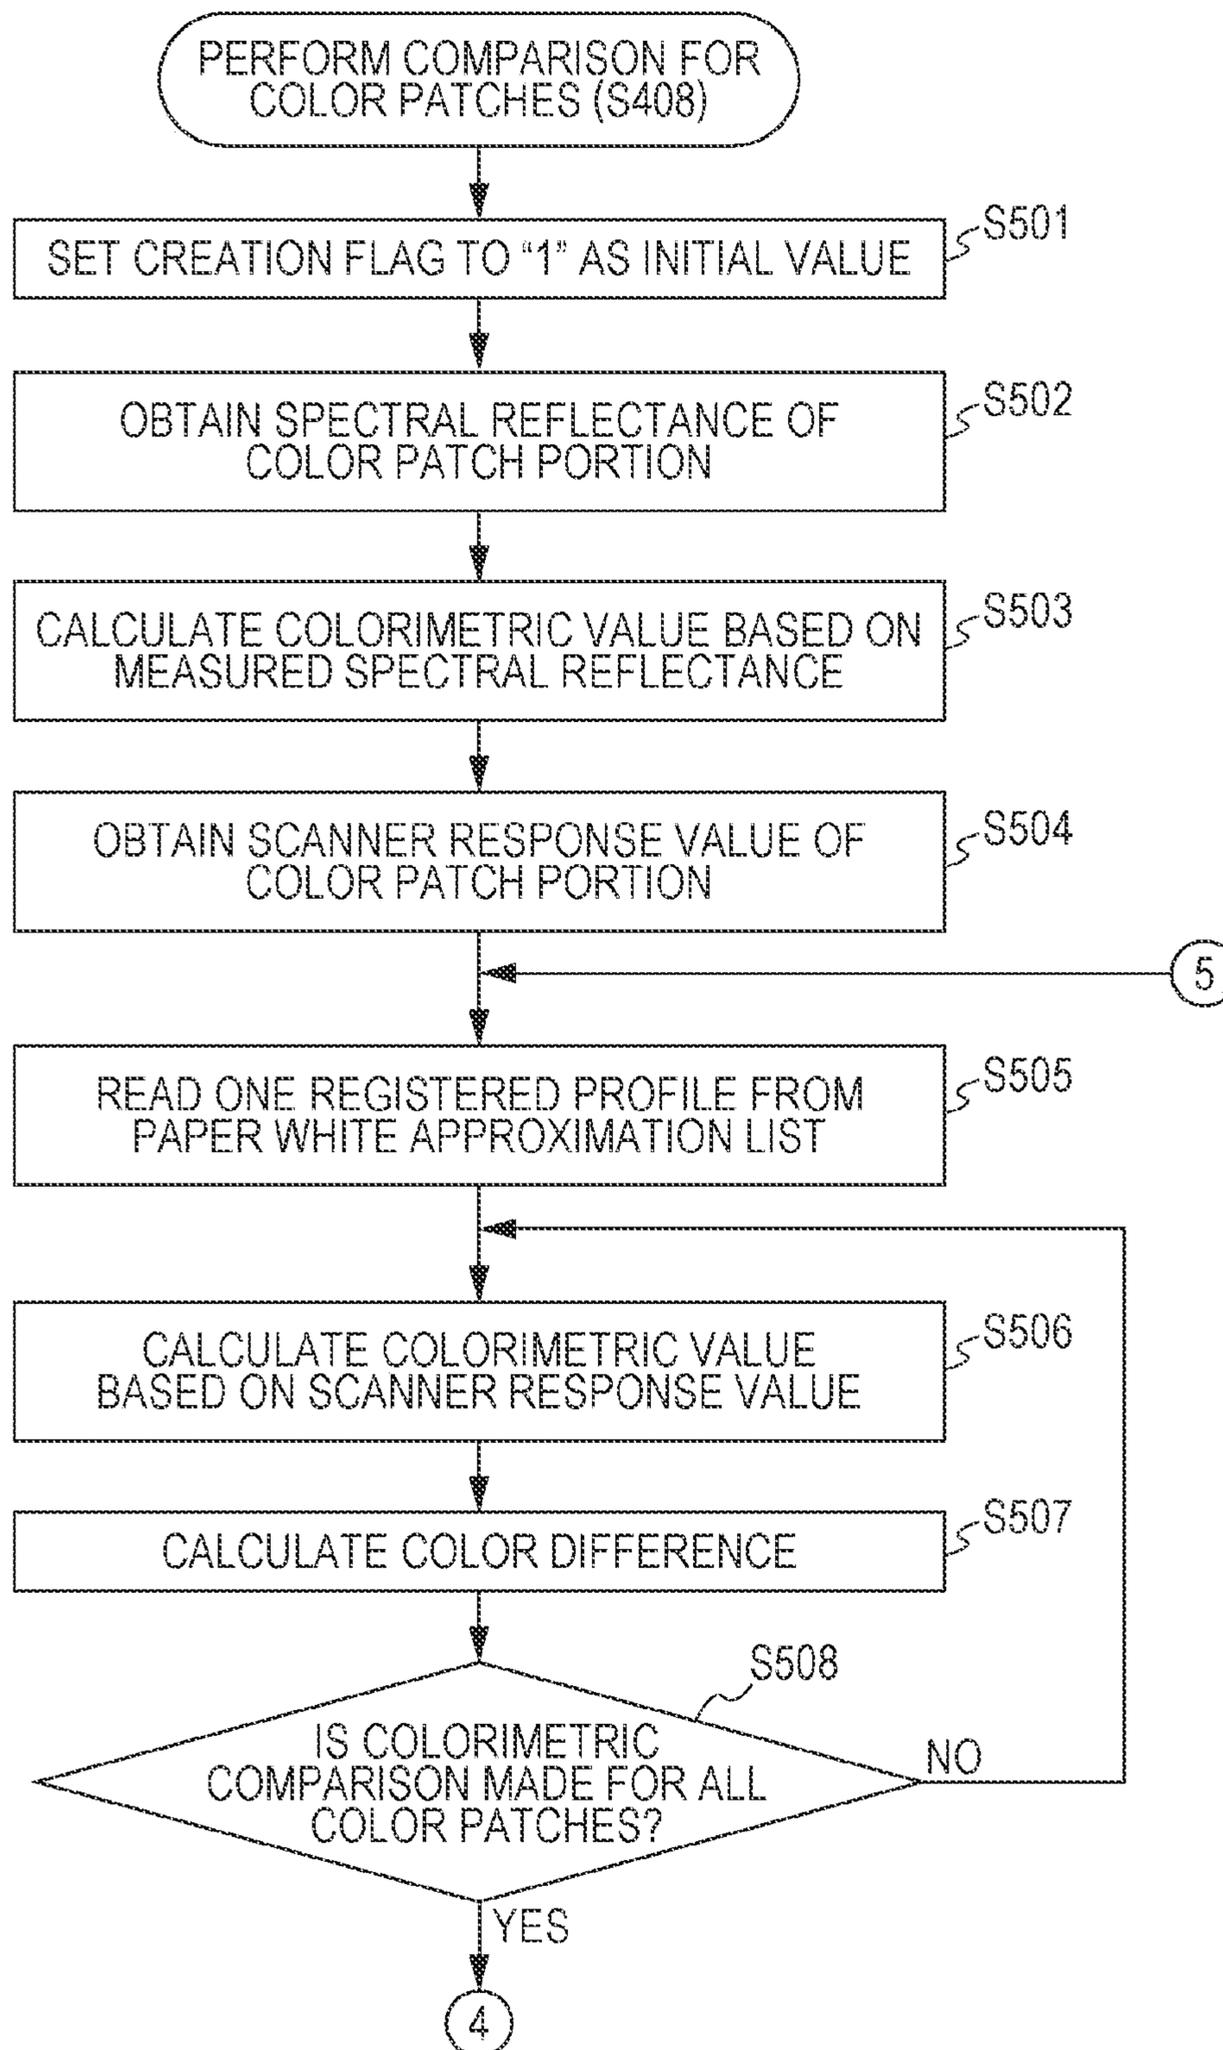 PERFORM COMPARISON FOR
COLOR PATCHES (S408)
S501
SET CREATION FLAG TO “1” AS INITIAL VALUE
S502
OBTAIN SPECTRAL REFLECTANCE OF
COLOR PATCH PORTION
S503
CALCULATE COLORIMETRIC VALUE BASED ON
MEASURED SPECTRAL REFLECTANCE
S504
OBTAIN SCANNER RESPONSE VALUE OF
COLOR PATCH PORTION
5
S505
READ ONE REGISTERED PROFILE FROM
PAPER WHITE APPROXIMATION LIST
S506
CALCULATE COLORIMETRIC VALUE
BASED ON SCANNER RESPONSE VALUE
S507
CALCULATE COLOR DIFFERENCE
S508
IS COLORIMETRIC
COMPARISON MADE FOR ALL
COLOR PATCHES?
NO
YES
4